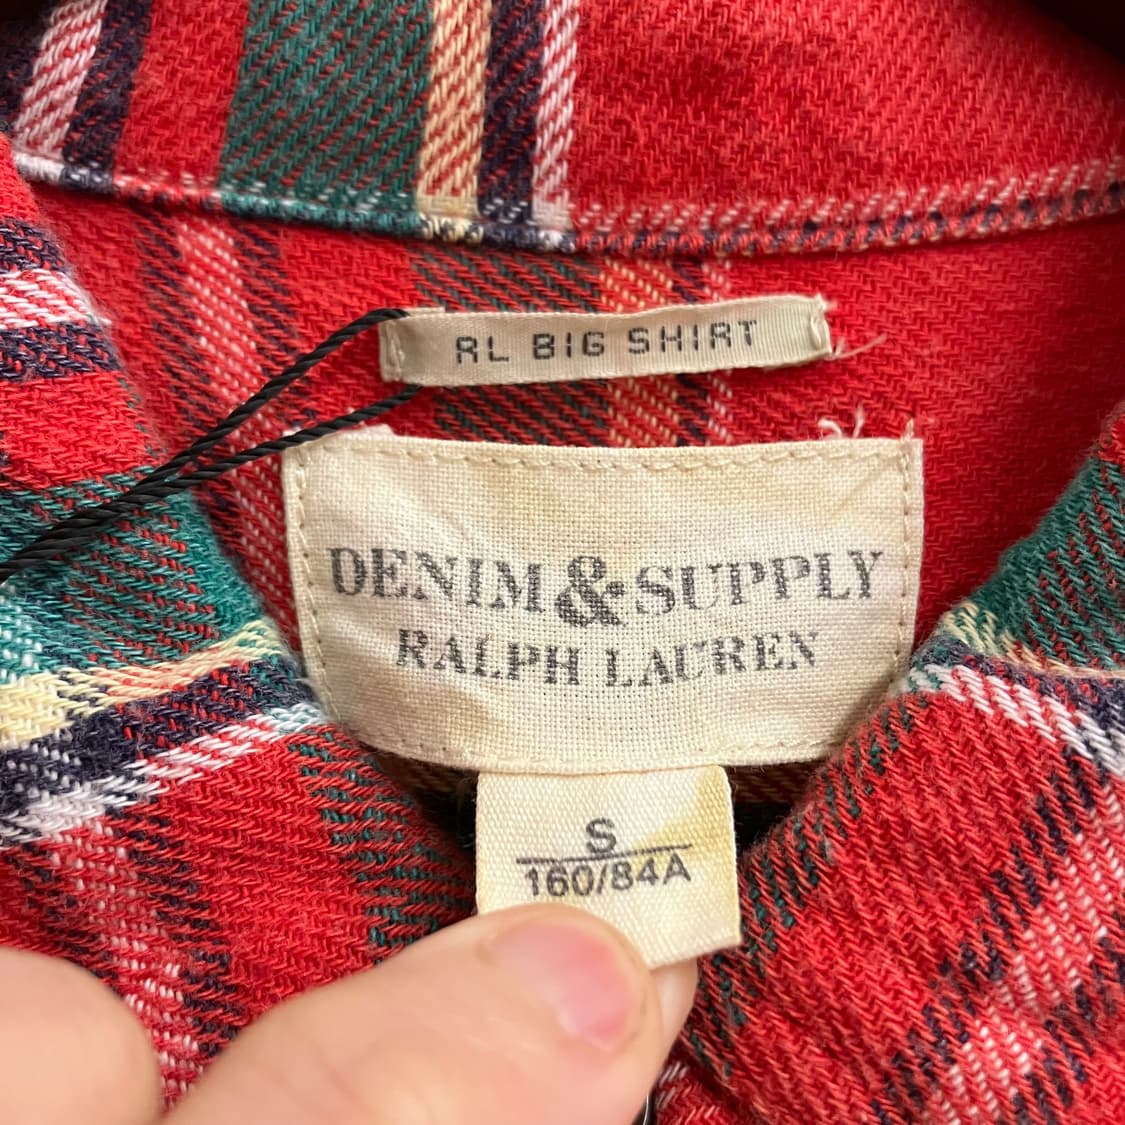 RL BIG SHIRT
DENIM&SUPPLY
RALPH LAUREN
S
160/84A